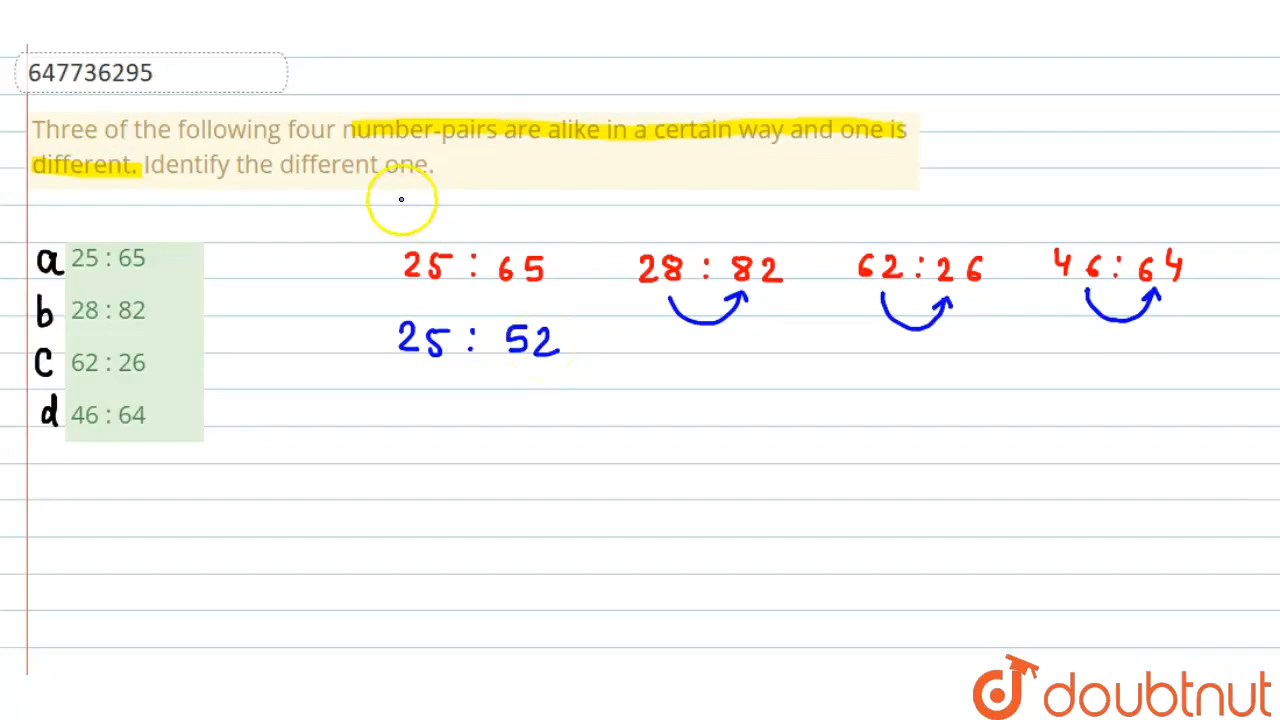 647736295
Three of the following four number-pairs are alike in a certain way and one is
different. Identify the different one.
a 25 : 65
b 28 : 82
c 62 : 26
d 46 : 64
25 : 65 28 : 82 62 : 26 46 : 64
25 : 52
doubtnut